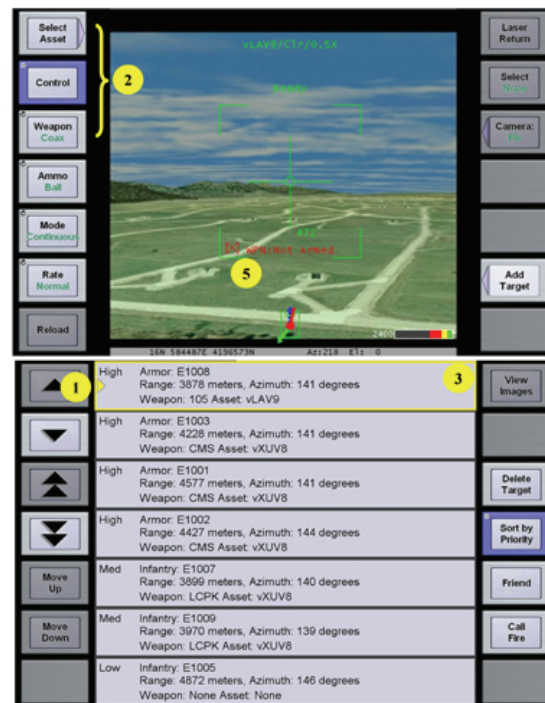 Select
Asset
Control
Weapon
Coax
Ammo
Ball
Mode
Continuous
Rate
Normal
Reload
2
vLAV9/Clr/0.5X
Ready
472
WPN:Not Armed
5
2400
16N 584487E 4196573N Az:218 El: 0
Laser
Return
Select
None
Camera:
Add
Target
1
Move
Up
Move
Down
High Armor: E1008
Range: 3878 meters, Azimuth: 141 degrees
Weapon: 105 Asset: vLAV9
3
High Armor: E1003
Range: 4228 meters, Azimuth: 141 degrees
Weapon: CMS Asset: vXUV8
High Armor: E1001
Range: 4577 meters, Azimuth: 141 degrees
Weapon: CMS Asset: vXUV8
High Armor: E1002
Range: 4427 meters, Azimuth: 144 degrees
Weapon: CMS Asset: vXUV8
Med Infantry: E1007
Range: 3899 meters, Azimuth: 140 degrees
Weapon: LCPK Asset: vXUV8
Med Infantry: E1009
Range: 3970 meters, Azimuth: 139 degrees
Weapon: LCPK Asset: vXUV8
Low Infantry: E1005
Range: 4872 meters, Azimuth: 146 degrees
Weapon: None Asset: None
View
Images
Delete
Target
Sort by
Priority
Friend
Call
Fire